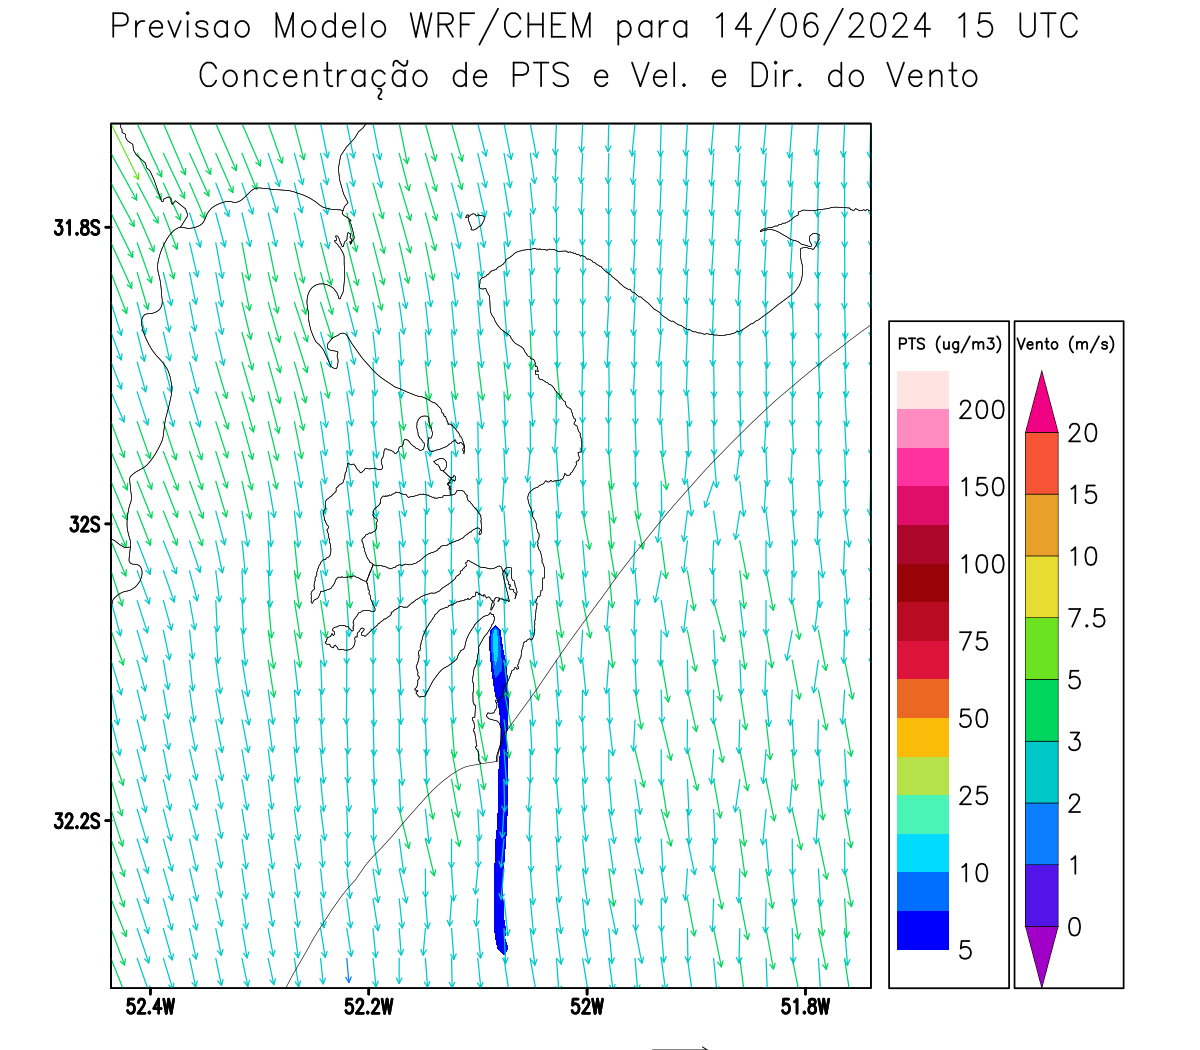 Previsao Modelo WRF/CHEM para 14/06/2024 15 UTC
Concentração de PTS e Vel. e Dir. do Vento
31.8S
32S
32.2S
52.4W
52.2W
52W
51.8W
PTS (ug/m3)
200
150
100
75
50
25
10
5
Vento (m/s)
20
15
10
7.5
5
3
2
1
0